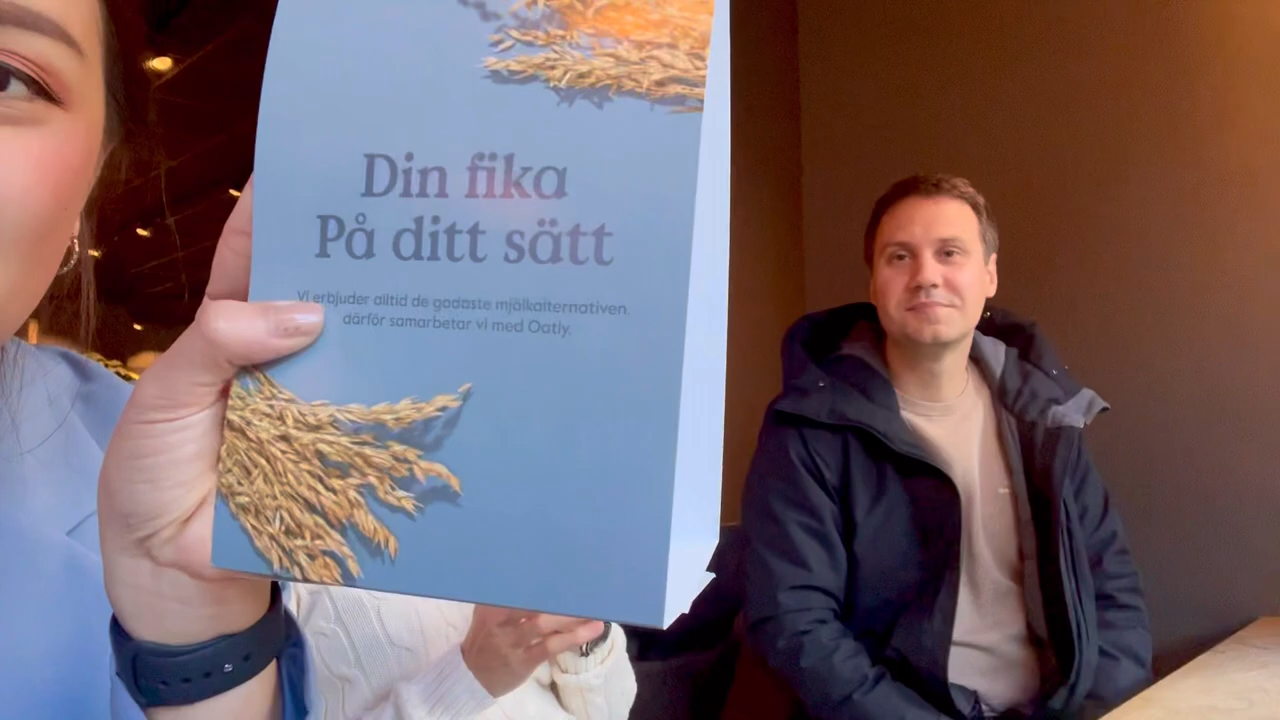 Din fika
På ditt sätt
Vi erbjuder alltid de godaste mjölkalternativen.
därför samarbetar vi med Oatly.